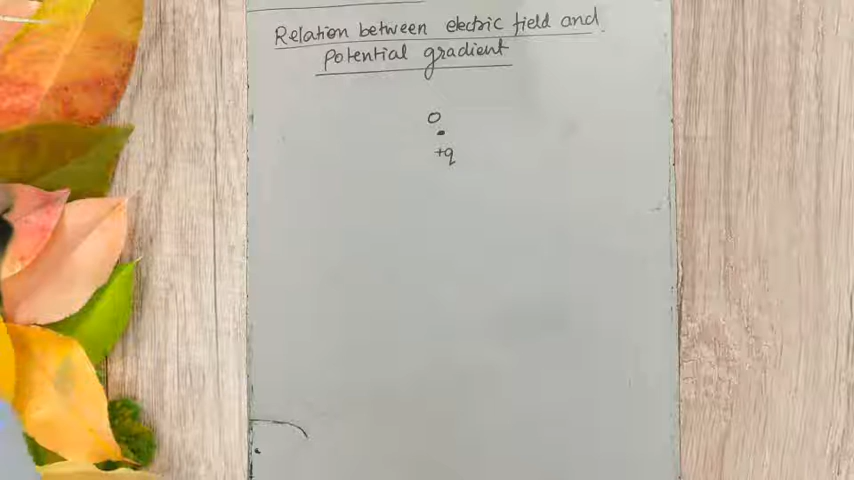 Relation between electric field and
Potential gradient
O
+q